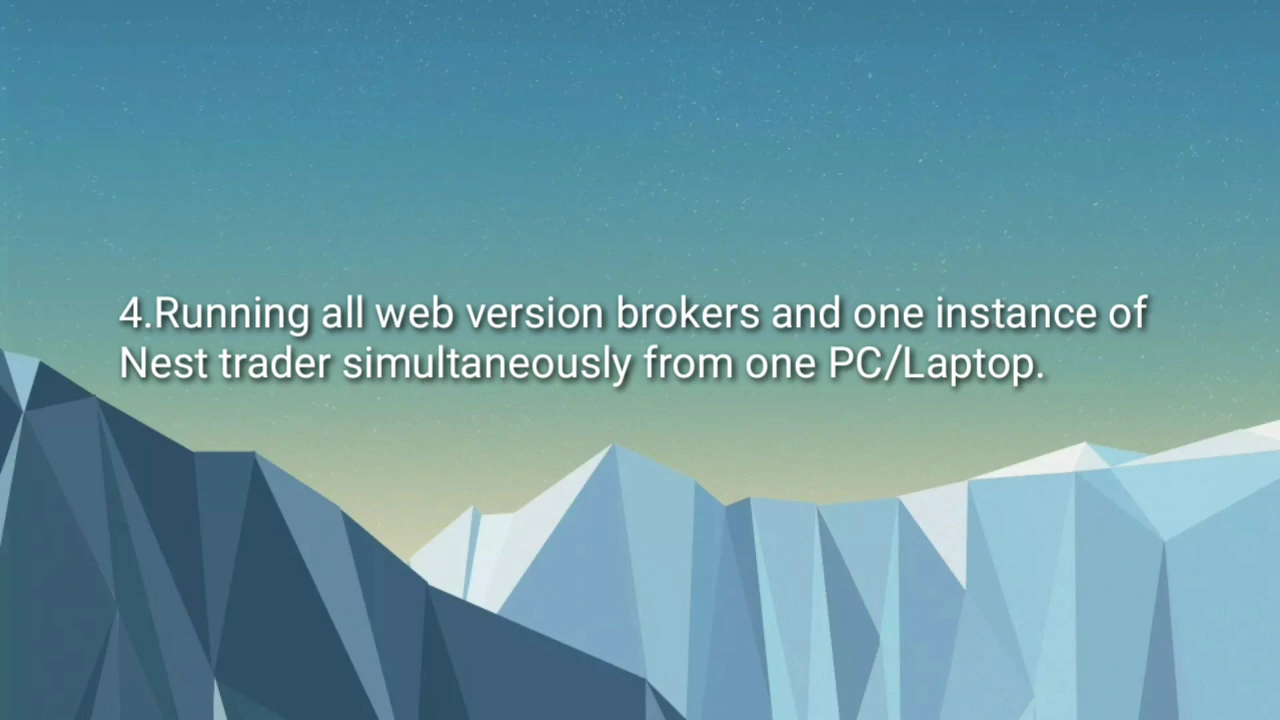 4.Running all web version brokers and one instance of
Nest trader simultaneously from one PC/Laptop.